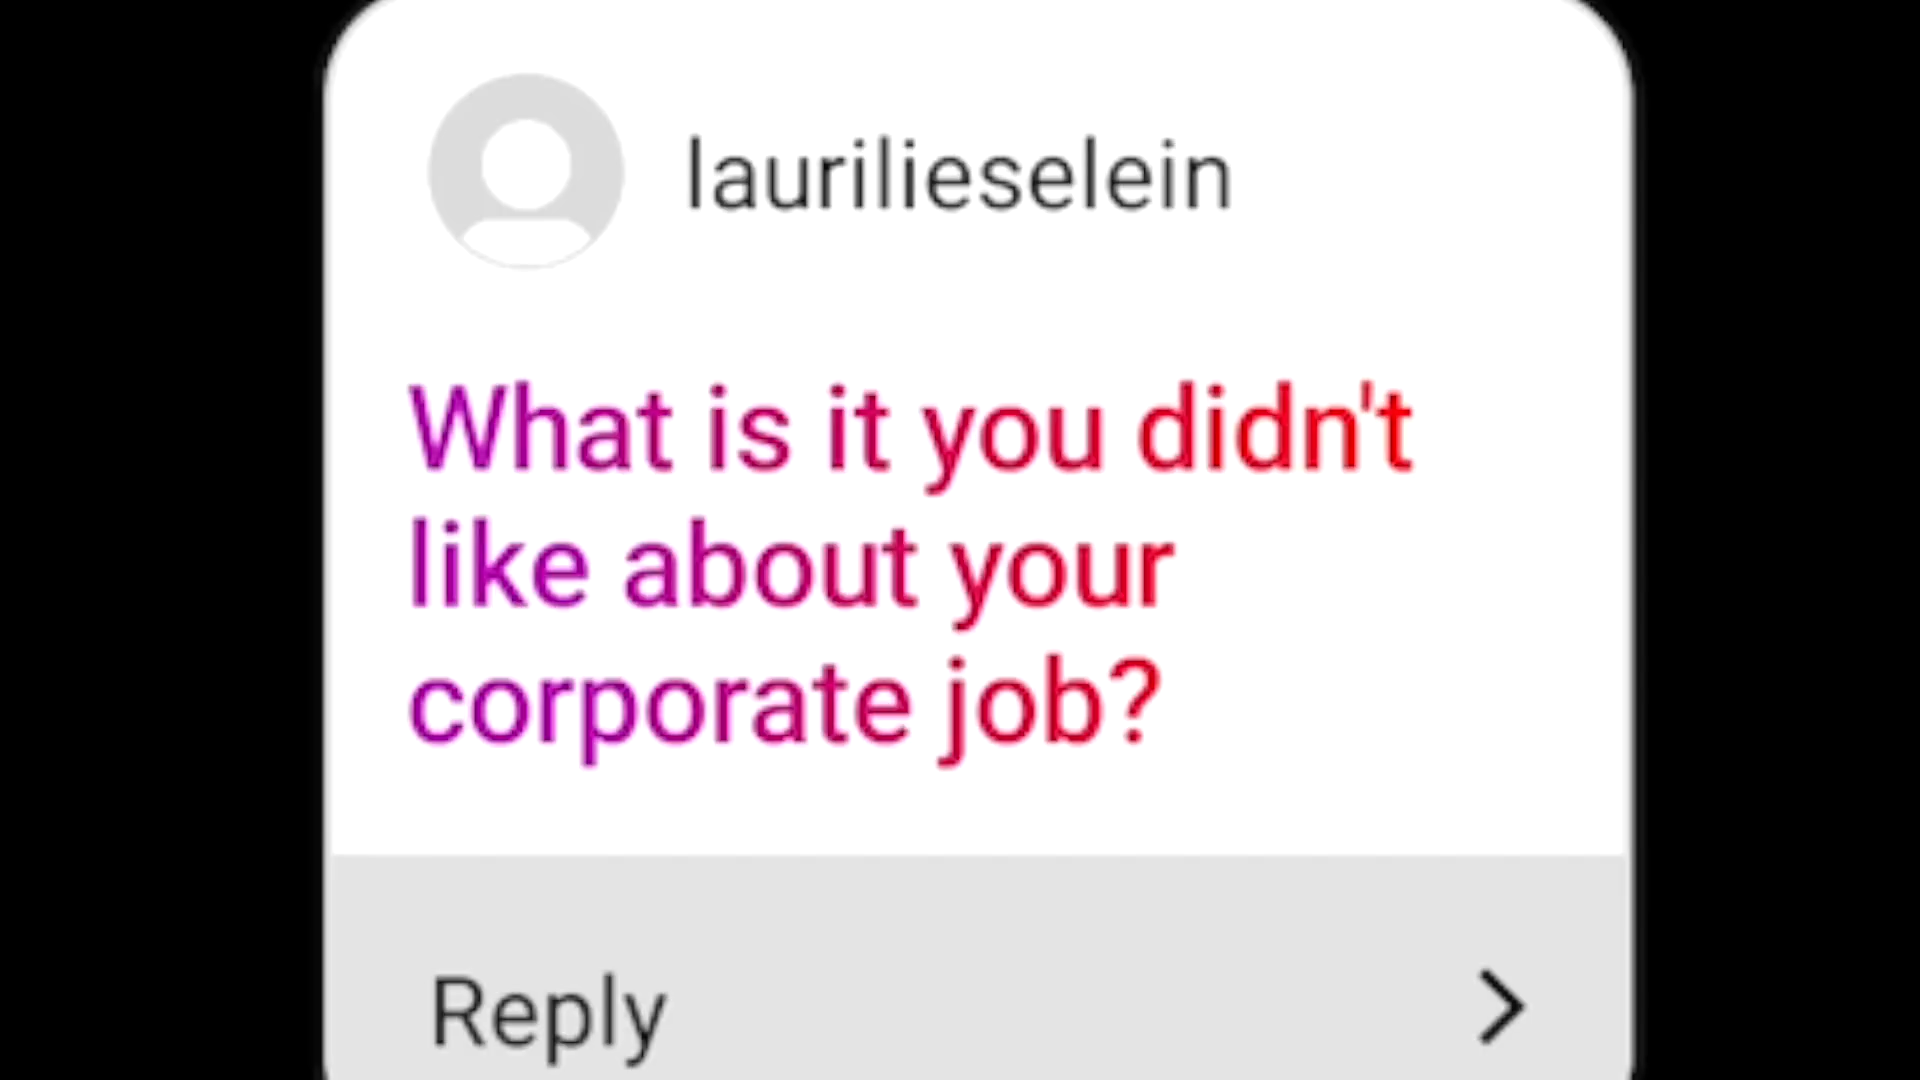 laurilieselein
What is it you didn't
like about your
corporate job?
Reply